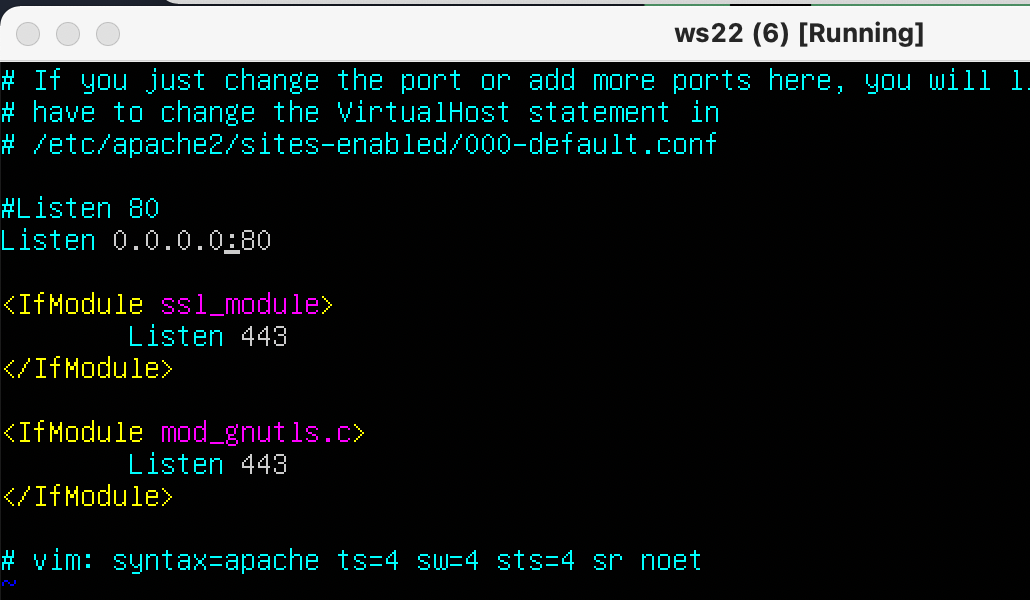 ws22 (6) [Running]
# If you just change the port or add more ports here, you will
# have to change the VirtualHost statement in
# /etc/apache2/sites-enabled/000-default.conf
#Listen 80
Listen 0.0.0.0:80
<IfModule ssl_module>
Listen 443
</IfModule>
<IfModule mod_gnutls.c>
Listen 443
</IfModule>
# vim: syntax=apache ts=4 sw=4 sts=4 sr noet
~